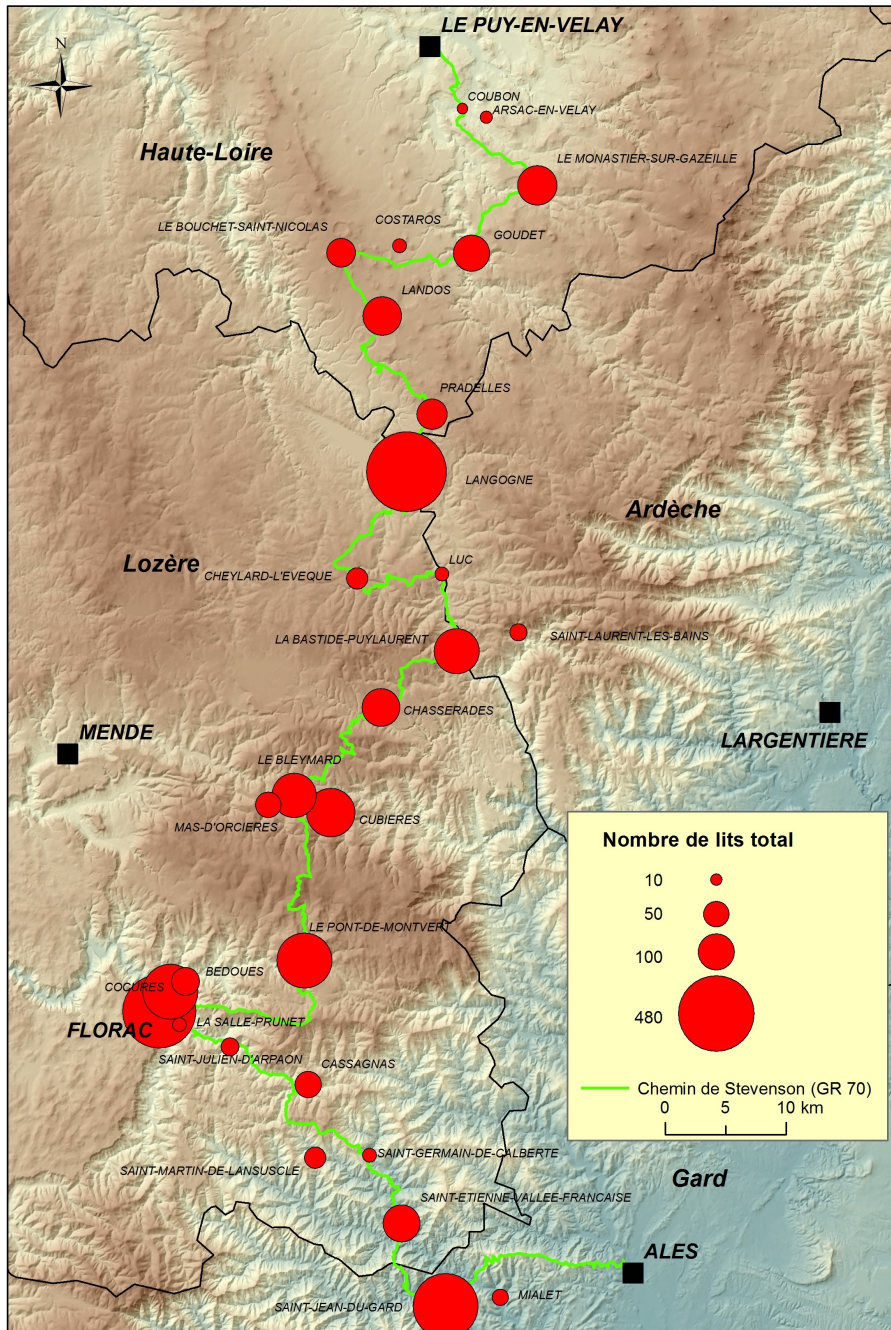 LE PUY-EN-VELAY
N
COUBON
ARSAC-EN-VELAY
Haute-Loire
LE MONASTIER-SUR-GAZEILLE
COSTAROS
LE BOUCHET-SAINT-NICOLAS
GOUDET
LANDOS
PRADELLES
LANGOGNE
Ardèche
Lozère
LUC
CHEYLARD-L'EVEQUE
LA BASTIDE-PUYLAURENT
SAINT-LAURENT-LES-BAINS
CHASSERADES
MENDE
LARGENTIERE
LE BLEYMARD
CUBIERES
MAS-D'ORCIERES
Nombre de lits total
10
50
100
480
Chemin de Stevenson (GR 70)
0 5 10 km
LE PONT-DE-MONTVERT
BEDOUES
COCURES
LA SALLE-PRUNET
FLORAC
SAINT-JULIEN-D'ARPAON
CASSAGNAS
SAINT-GERMAIN-DE-CALBERTE
SAINT-MARTIN-DE-LANSUSCLE
Gard
SAINT-ETIENNE-VALLEE-FRANCAISE
ALES
MIALET
SAINT-JEAN-DU-GARD